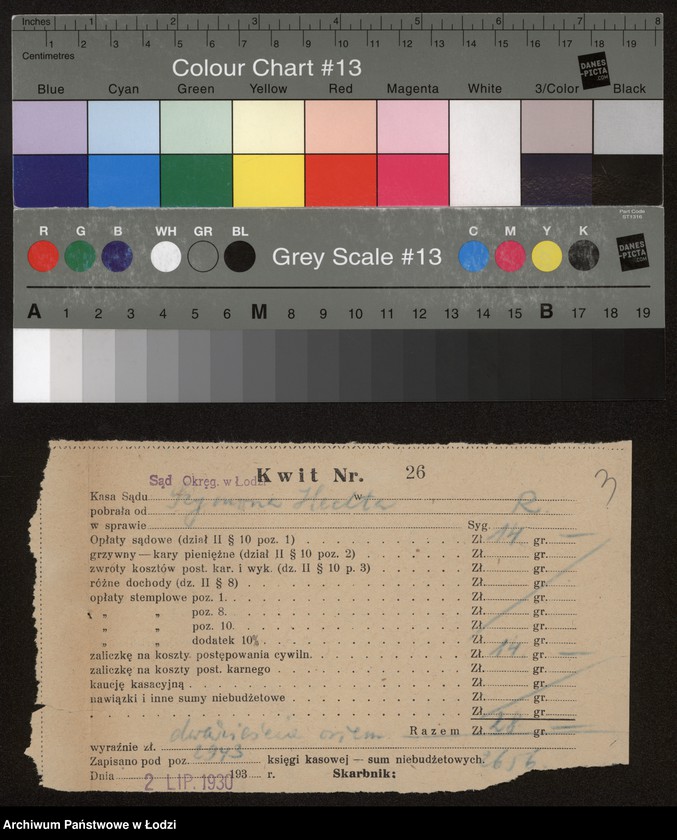 Inches 1 2 3 4 5 6 7 8
Centimetres 1 2 3 4 5 6 7 8 9 10 11 12 13 14 15 16 17 18 19
Colour Chart #13
DANES-PICTA.COM
Blue Cyan Green Yellow Red Magenta White 3/Color Black
Part Code ST1316
R G B WH GR BL Grey Scale #13 C M Y K
DANES-PICTA.COM
A 1 2 3 4 5 6 M 8 9 10 11 12 13 14 15 B 17 18 19
Kwit Nr. 26
3
Sąd Okręg. w Łodzi
Kasa Sądu w
pobrała od Szymona Hechta R.
w sprawie Syg
Opłaty sądowe (dział II § 10 poz. 1) Zł. 14 gr. —
grzywny — kary pieniężne (dział II § 10 poz. 2) Zł. gr.
zwroty kosztów post. kar. i wyk. (dz. II § 10 p. 3) Zł. gr.
różne dochody (dz. II § 8) Zł. gr.
opłaty stemplowe poz. 1. Zł. gr.
„ „ poz. 8. Zł. gr.
„ „ poz. 10. Zł. gr.
„ „ dodatek 10% Zł. gr.
zaliczkę na koszty postępowania cywiln. Zł. 14 gr. —
zaliczkę na koszty post. karnego Zł. gr.
kaucję kasacyjną Zł. gr.
nawiązki i inne sumy niebudżetowe Zł. gr.
Zł. gr.
Razem Zł. 28 gr. —
wyraźnie zł. dwadzieścia osiem
Zapisano pod poz. 2943 księgi kasowej — sum niebudżetowych. 2656
Dnia 2 LIP. 1930 193 r. Skarbnik:
Archiwum Państwowe w Łodzi